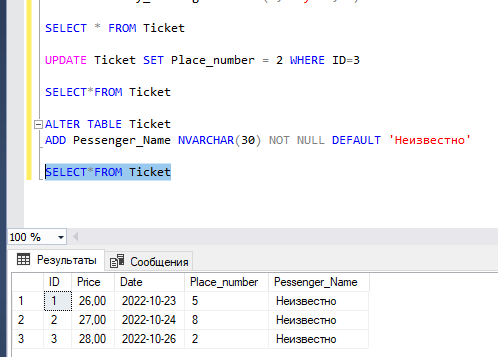 SELECT * FROM Ticket
UPDATE Ticket SET Place_number = 2 WHERE ID=3
SELECT*FROM Ticket
ALTER TABLE Ticket
ADD Pessenger_Name NVARCHAR(30) NOT NULL DEFAULT 'Неизвестно'
SELECT*FROM Ticket
100 %
Результаты Сообщения
ID Price Date Place_number Pessenger_Name
1 1 26,00 2022-10-23 5 Неизвестно
2 2 27,00 2022-10-24 8 Неизвестно
3 3 28,00 2022-10-26 2 Неизвестно